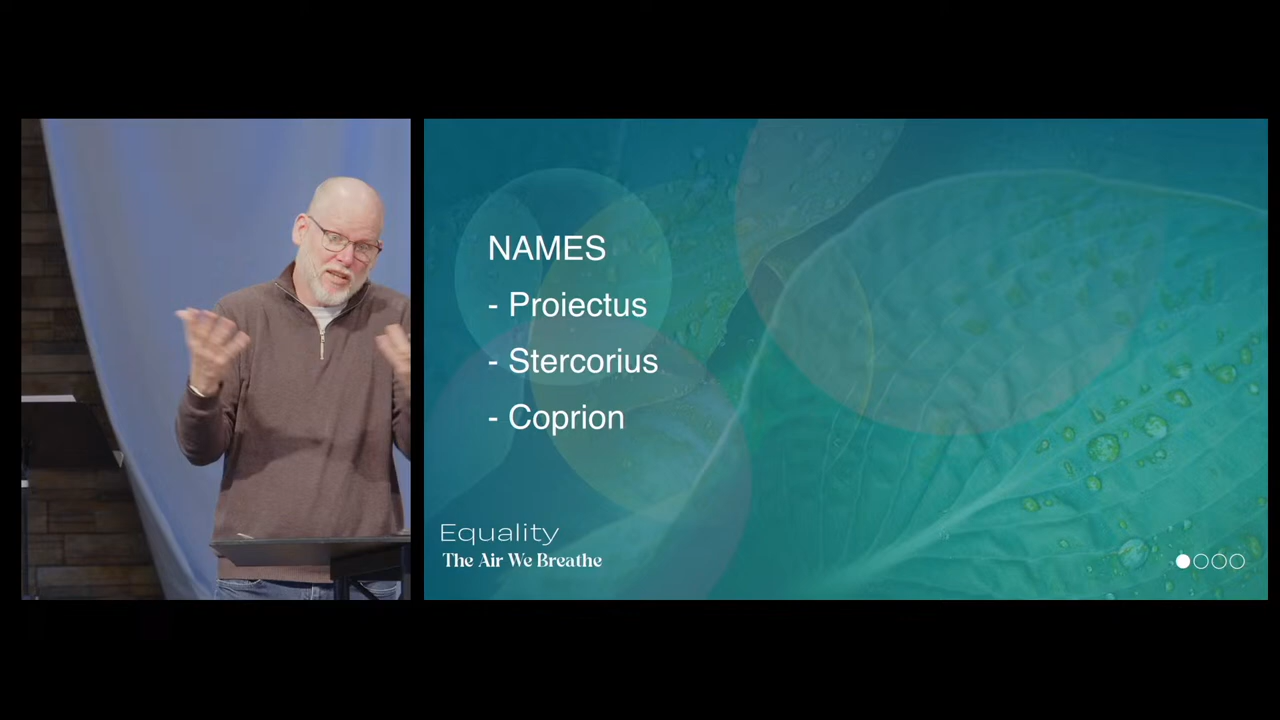 NAMES
- Proiectus
- Stercorius
- Coprion
Equality
The Air We Breathe